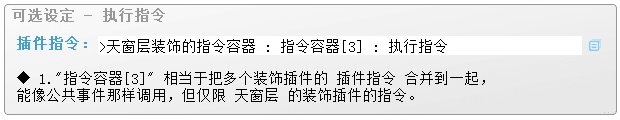 可选设定 - 执行指令
插件指令： >天窗层装饰的指令容器 : 指令容器[3] : 执行指令
◆ 1."指令容器[3]" 相当于把多个装饰插件的 插件指令 合并到一起，
能像公共事件那样调用，但仅限 天窗层 的装饰插件的指令。